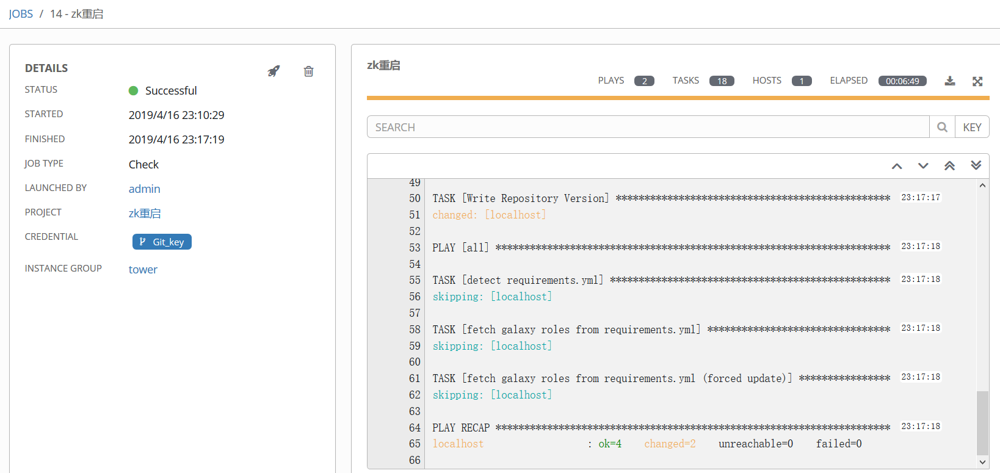 JOBS / 14 - zk重启
DETAILS
STATUS Successful
STARTED 2019/4/16 23:10:29
FINISHED 2019/4/16 23:17:19
JOB TYPE Check
LAUNCHED BY admin
PROJECT zk重启
CREDENTIAL Git_key
INSTANCE GROUP tower
zk重启
PLAYS 2 TASKS 18 HOSTS 1 ELAPSED 00:06:49
SEARCH KEY
49
50 TASK [Write Repository Version] ************************************************ 23:17:17
51 changed: [localhost]
52
53 PLAY [all] ********************************************************************* 23:17:18
54
55 TASK [detect requirements.yml] ************************************************* 23:17:18
56 skipping: [localhost]
57
58 TASK [fetch galaxy roles from requirements.yml] ******************************** 23:17:18
59 skipping: [localhost]
60
61 TASK [fetch galaxy roles from requirements.yml (forced update)] **************** 23:17:18
62 skipping: [localhost]
63
64 PLAY RECAP ********************************************************************* 23:17:18
65 localhost : ok=4 changed=2 unreachable=0 failed=0
66